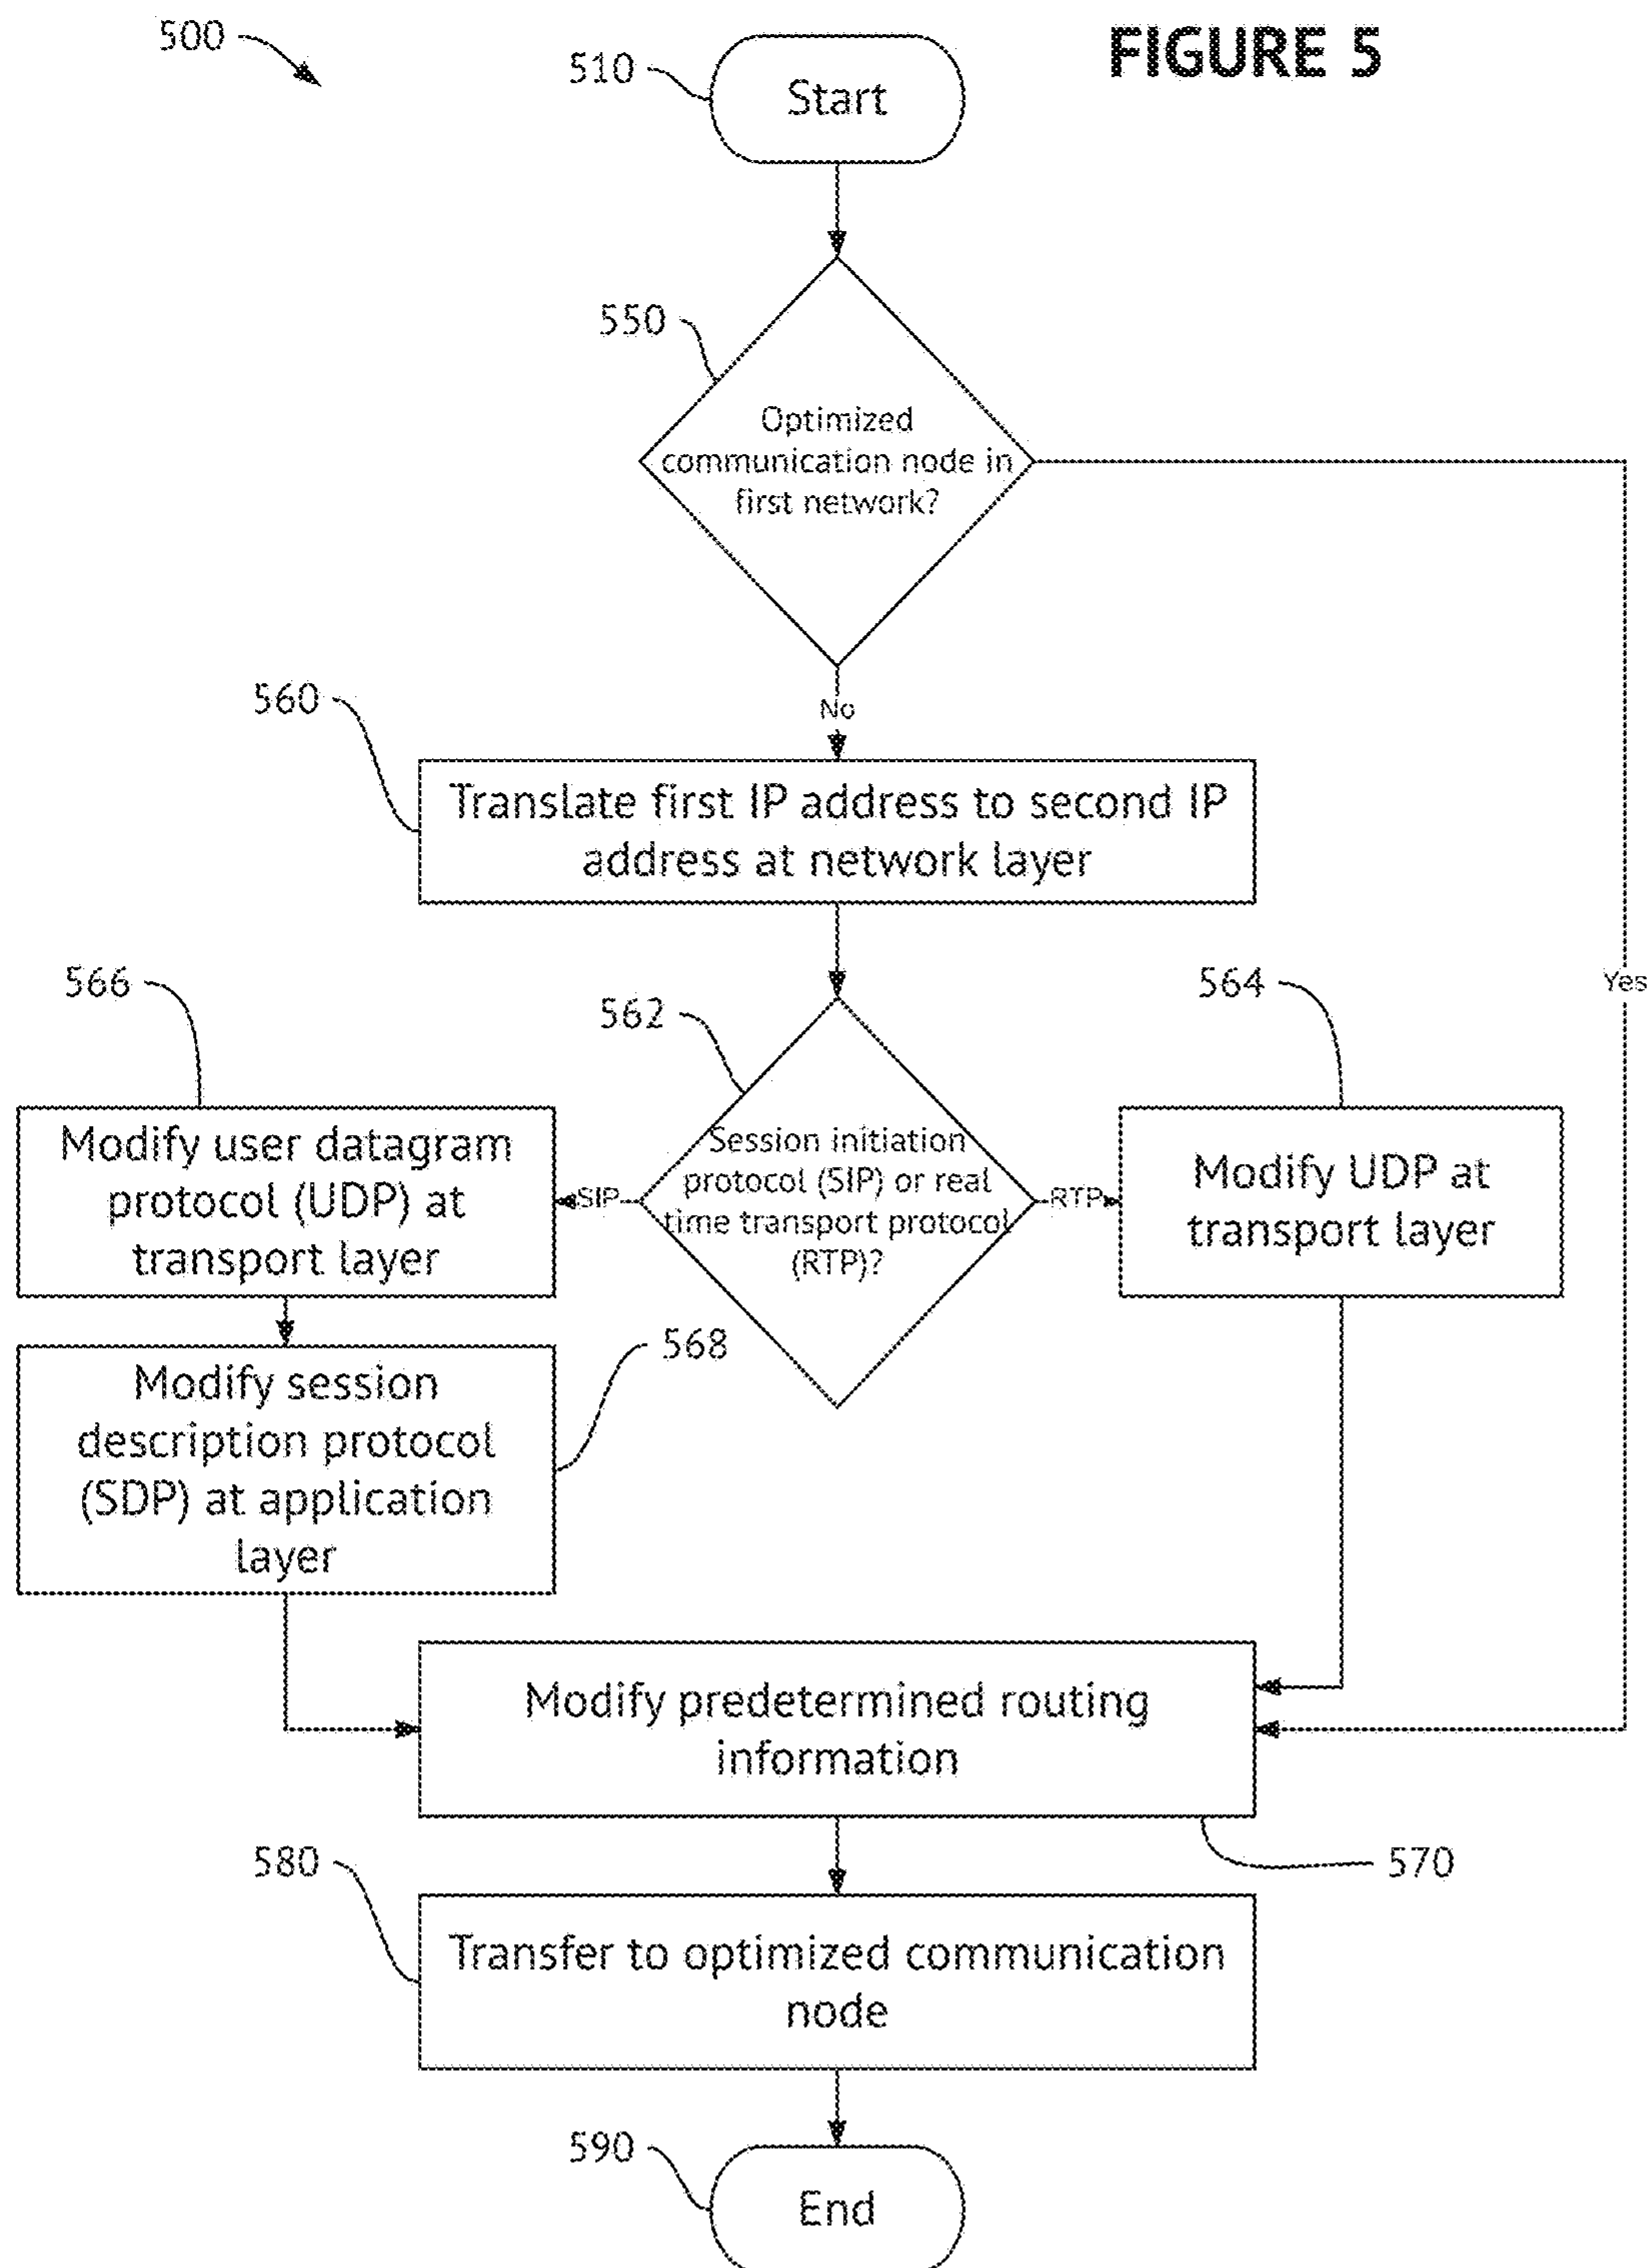 500
510
Start
FIGURE 5
550
Optimized
communication node in
first network?
No
560
Translate first IP address to second IP
address at network layer
Yes
566
562
564
Modify user datagram
protocol (UDP) at
transport layer
SIP
Session initiation
protocol (SIP) or real
time transport protocol
(RTP)?
RTP
Modify UDP at
transport layer
568
Modify session
description protocol
(SDP) at application
layer
Modify predetermined routing
information
570
580
Transfer to optimized communication
node
590
End